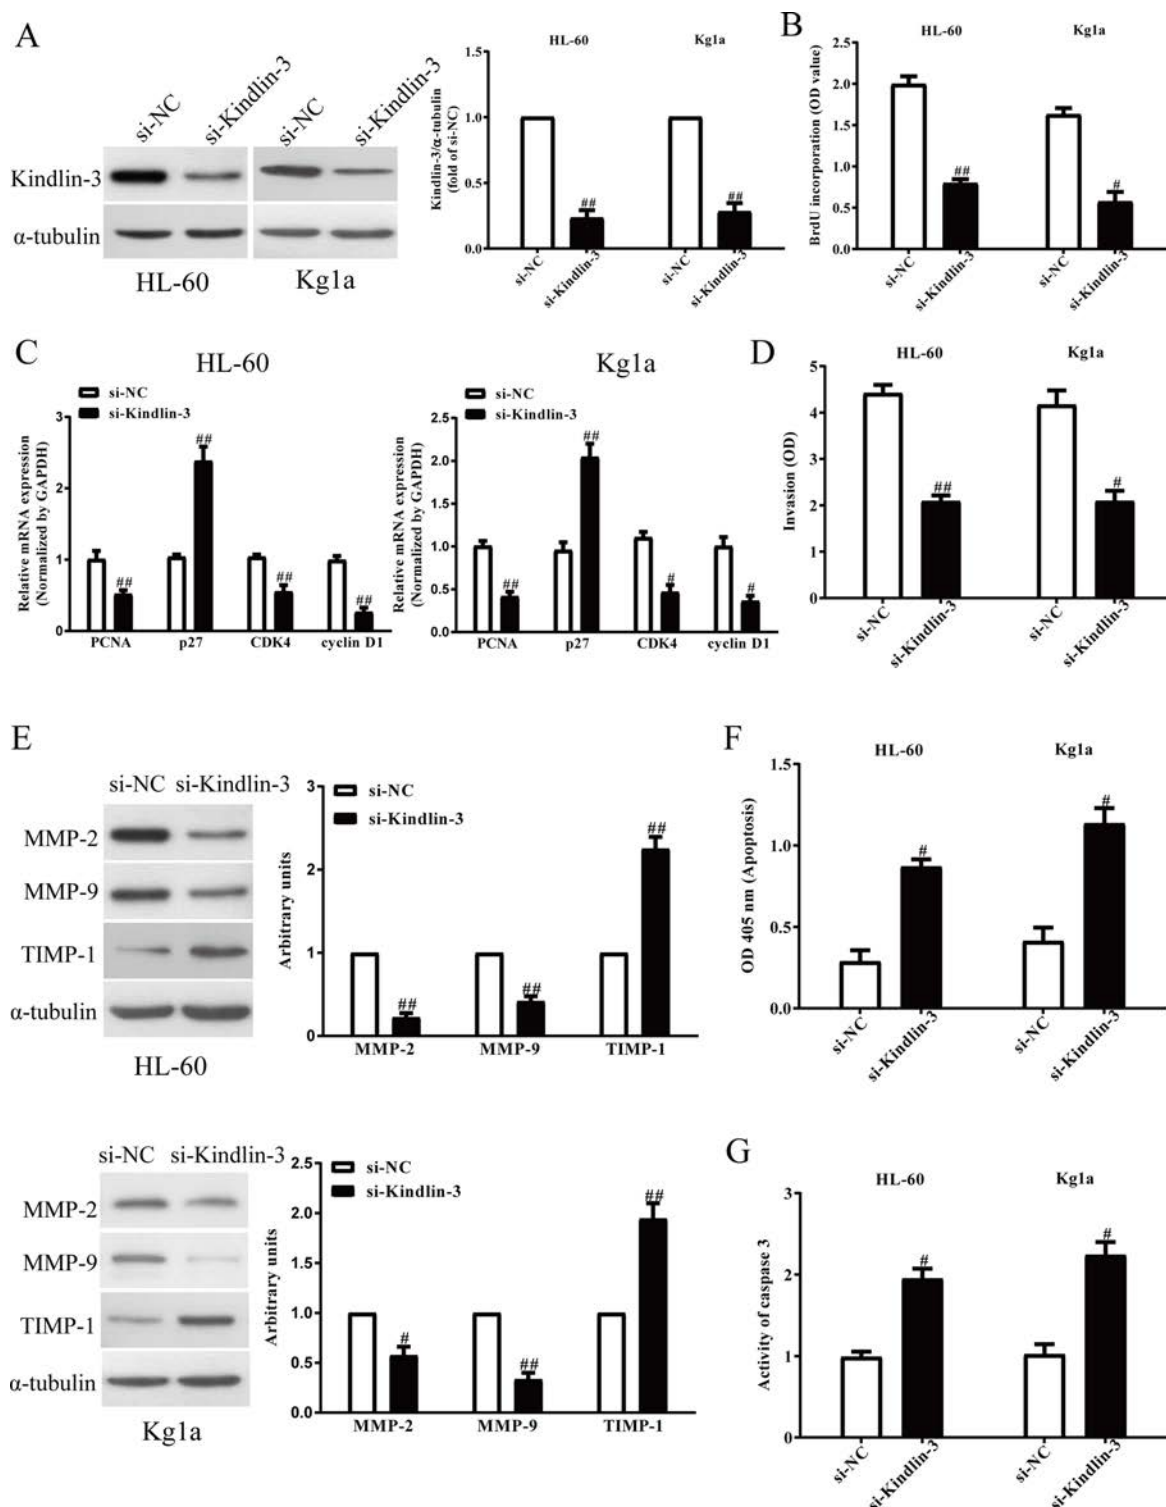 A
si-NC
si-Kindlin-3
si-NC
si-Kindlin-3
Kindlin-3
α-tubulin
HL-60
Kg1a
HL-60
Kg1a
Kindlin-3/α-tubulin
(fold of si-NC)
1.5
1.0
0.5
0.0
##
##
si-NC
si-Kindlin-3
si-NC
si-Kindlin-3
B
HL-60
Kg1a
BrdU incorporation (OD value)
2.5
2.0
1.5
1.0
0.5
0.0
##
#
si-NC
si-Kindlin-3
si-NC
si-Kindlin-3
C
HL-60
si-NC
si-Kindlin-3
Relative mRNA expression
(Normalized by GAPDH)
3
2
1
0
##
##
##
##
PCNA
p27
CDK4
cyclin D1
Kg1a
si-NC
si-Kindlin-3
Relative mRNA expression
(Normalized by GAPDH)
2.5
2.0
1.5
1.0
0.5
0.0
##
##
#
#
PCNA
p27
CDK4
cyclin D1
D
HL-60
Kg1a
Invasion (OD)
5
4
3
2
1
0
##
#
si-NC
si-Kindlin-3
si-NC
si-Kindlin-3
E
si-NC si-Kindlin-3
MMP-2
MMP-9
TIMP-1
α-tubulin
HL-60
si-NC
si-Kindlin-3
Arbitrary units
3
2
1
0
##
##
##
MMP-2
MMP-9
TIMP-1
si-NC si-Kindlin-3
MMP-2
MMP-9
TIMP-1
α-tubulin
Kg1a
si-NC
si-Kindlin-3
Arbitrary units
2.5
2.0
1.5
1.0
0.5
0.0
#
##
##
MMP-2
MMP-9
TIMP-1
F
HL-60
Kg1a
OD 405 nm (Apoptosis)
1.5
1.0
0.5
0.0
#
#
si-NC
si-Kindlin-3
si-NC
si-Kindlin-3
G
HL-60
Kg1a
Activity of caspase 3
3
2
1
0
#
#
si-NC
si-Kindlin-3
si-NC
si-Kindlin-3